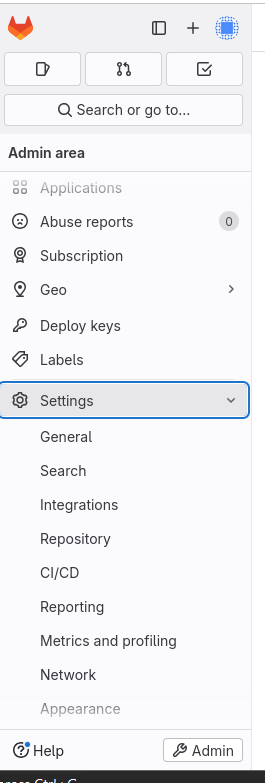 Search or go to...
Admin area
Applications
Abuse reports 0
Subscription
Geo
Deploy keys
Labels
Settings
General
Search
Integrations
Repository
CI/CD
Reporting
Metrics and profiling
Network
Appearance
Help Admin